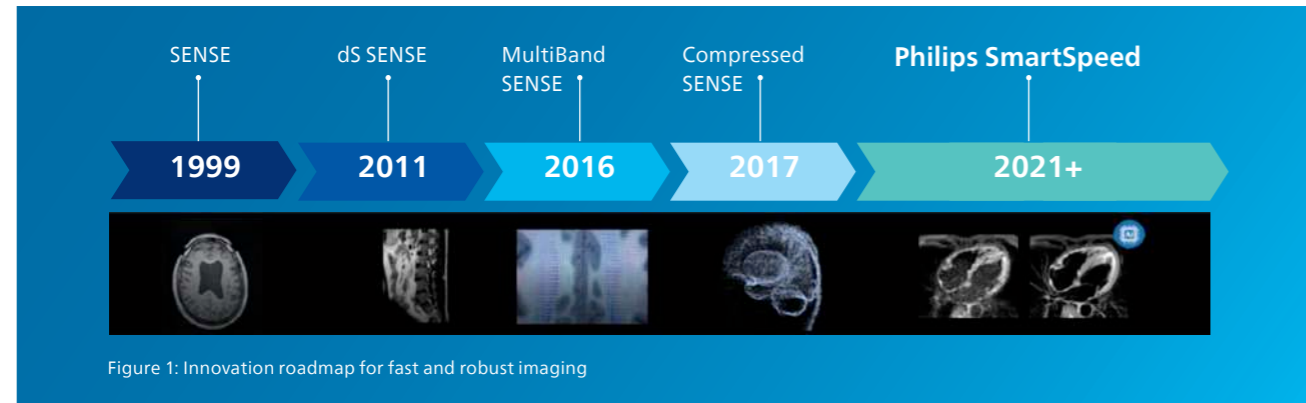 SENSE
dS SENSE
MultiBand
SENSE
Compressed
SENSE
Philips SmartSpeed
1999
2011
2016
2017
2021+
Figure 1: Innovation roadmap for fast and robust imaging